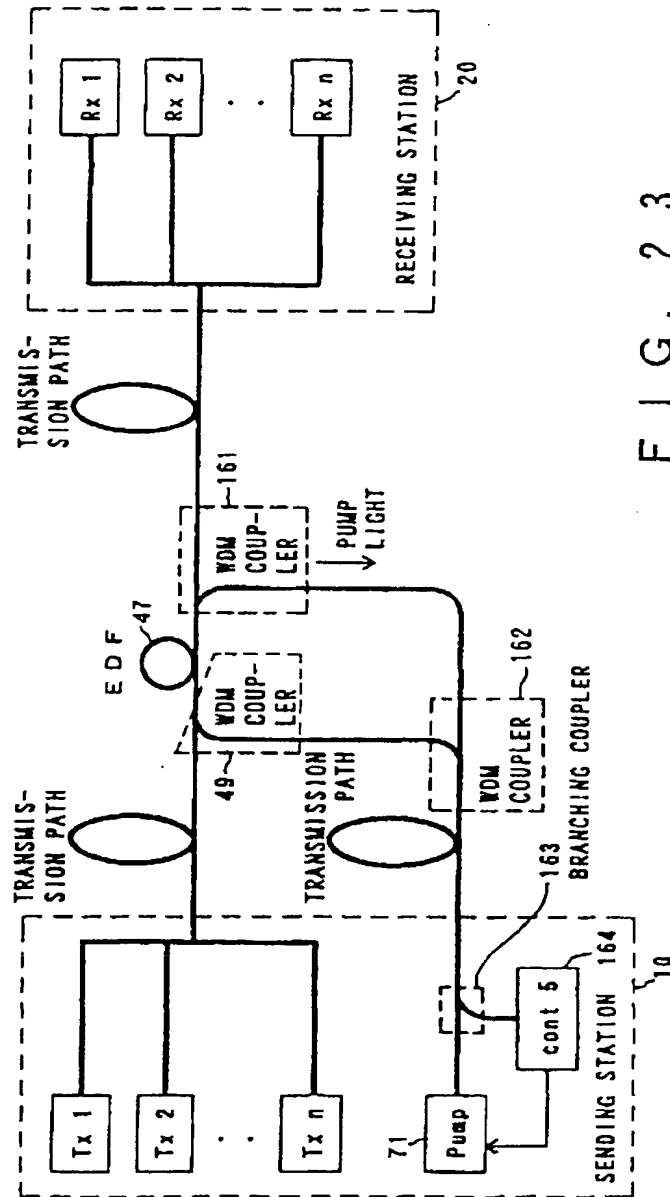 Tx 1
Tx 2
. .
Tx n
71
Pump
cont 5
SENDING STATION 164
10
163
BRANCHING COUPLER
TRANSMIS-
SION PATH
TRANSMISSION
PATH
EDF
47
49
WDM
COUP-
LER
WDM
COUP-
LER
161
PUMP
LIGHT
WDM
COUPLER
162
TRANSMIS-
SION PATH
Rx 1
Rx 2
. .
Rx n
RECEIVING STATION
20
FIG. 23